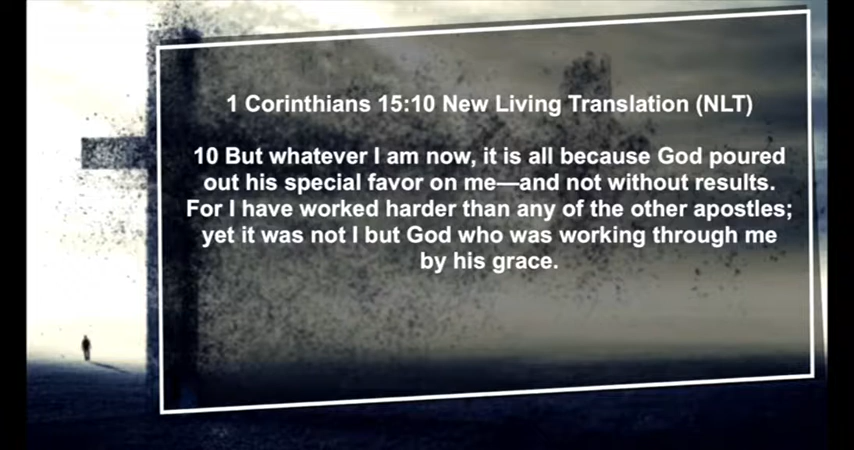 1 Corinthians 15:10 New Living Translation (NLT)
10 But whatever I am now, it is all because God poured
out his special favor on me—and not without results.
For I have worked harder than any of the other apostles;
yet it was not I but God who was working through me
by his grace.